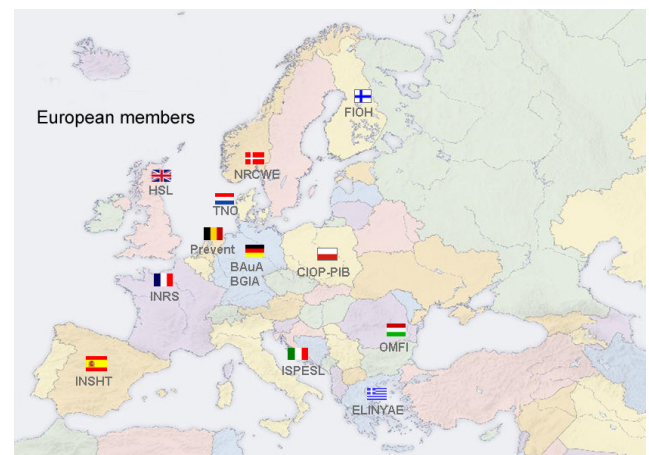 European members
FIOH
NRCWE
HSL
TNO
Prevent
BAuA
BGIA
CIOP-PIB
INRS
OMFI
ISPESL
INSHT
ELINYAE